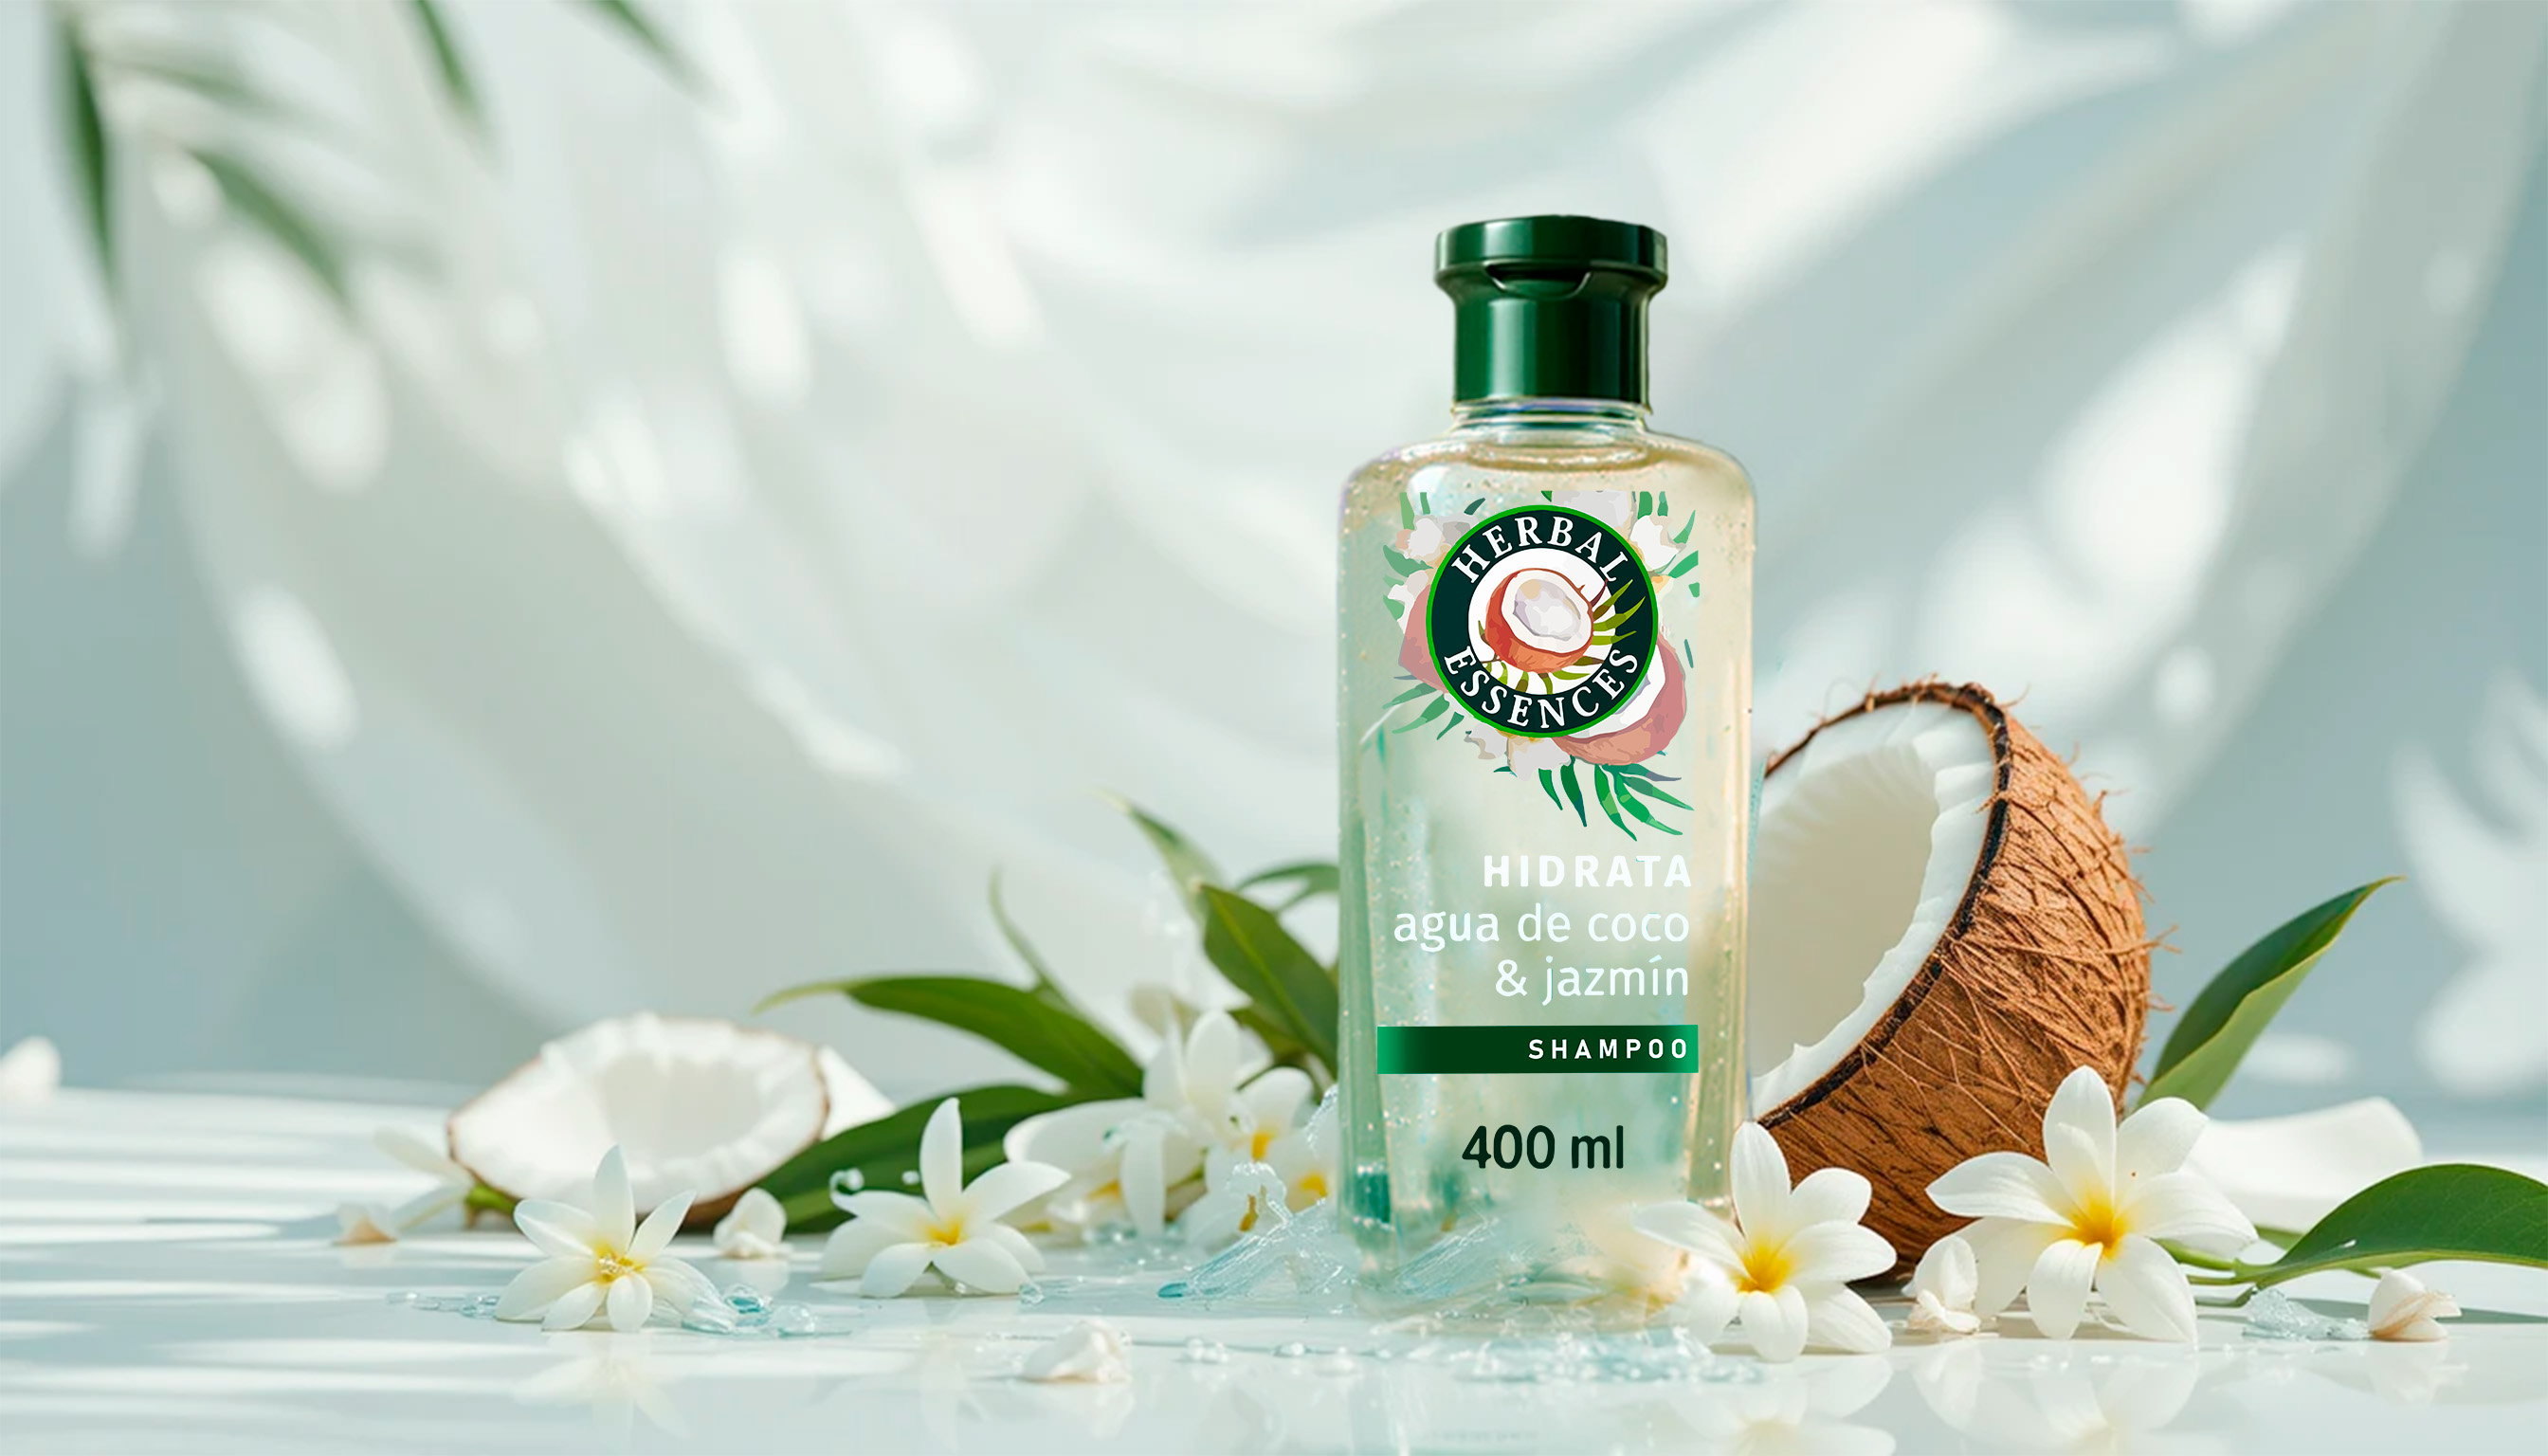 HERBAL
ESSENCES
HIDRATA
agua de coco
& jazmín
SHAMPOO
400 ml